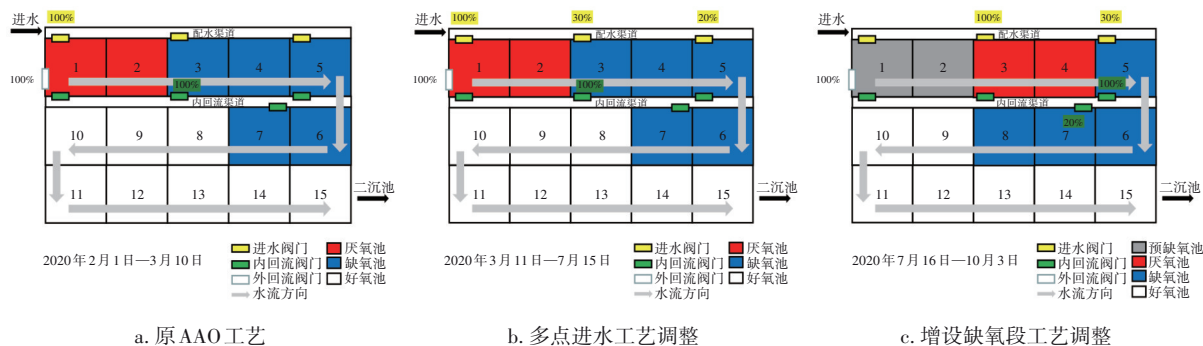 进水
100%
配水渠道
100%
1 2 3 4 5
100%
内回流渠道
10 9 8 7 6
11 12 13 14 15
二沉池
2020年2月1日—3月10日
进水阀门 厌氧池
内回流阀门 缺氧池
外回流阀门 好氧池
水流方向
a. 原AAO工艺
进水
100% 30% 20%
配水渠道
100%
1 2 3 4 5
100%
内回流渠道
10 9 8 7 6
11 12 13 14 15
二沉池
2020年3月11日—7月15日
进水阀门 厌氧池
内回流阀门 缺氧池
外回流阀门 好氧池
水流方向
b. 多点进水工艺调整
进水
100% 30%
配水渠道
100%
1 2 3 4 5
100%
内回流渠道
20%
10 9 8 7 6
11 12 13 14 15
二沉池
2020年7月16日—10月3日
进水阀门 预缺氧池
内回流阀门 厌氧池
外回流阀门 缺氧池
水流方向 好氧池
c. 增设缺氧段工艺调整